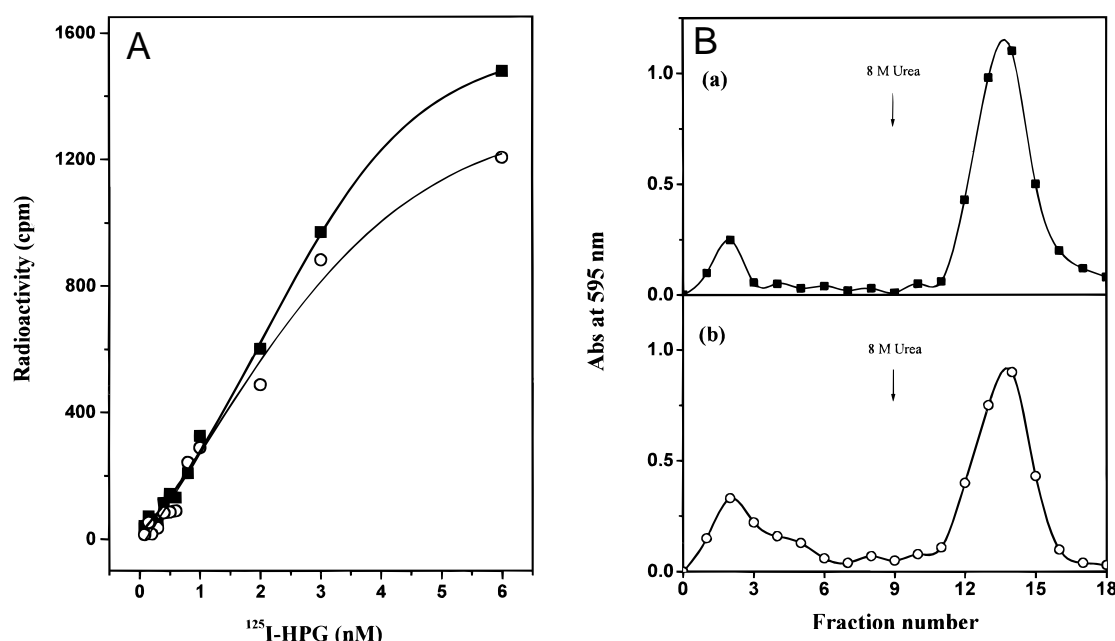 A
1600
1200
800
400
0
0 1 2 3 4 5 6
Radioactivity (cpm)
¹²⁵I-HPG (nM)
B
(a)
8 M Urea
1.0
0.5
0.0
(b)
8 M Urea
1.0
0.5
0.0
0 3 6 9 12 15 18
Abs at 595 nm
Fraction number